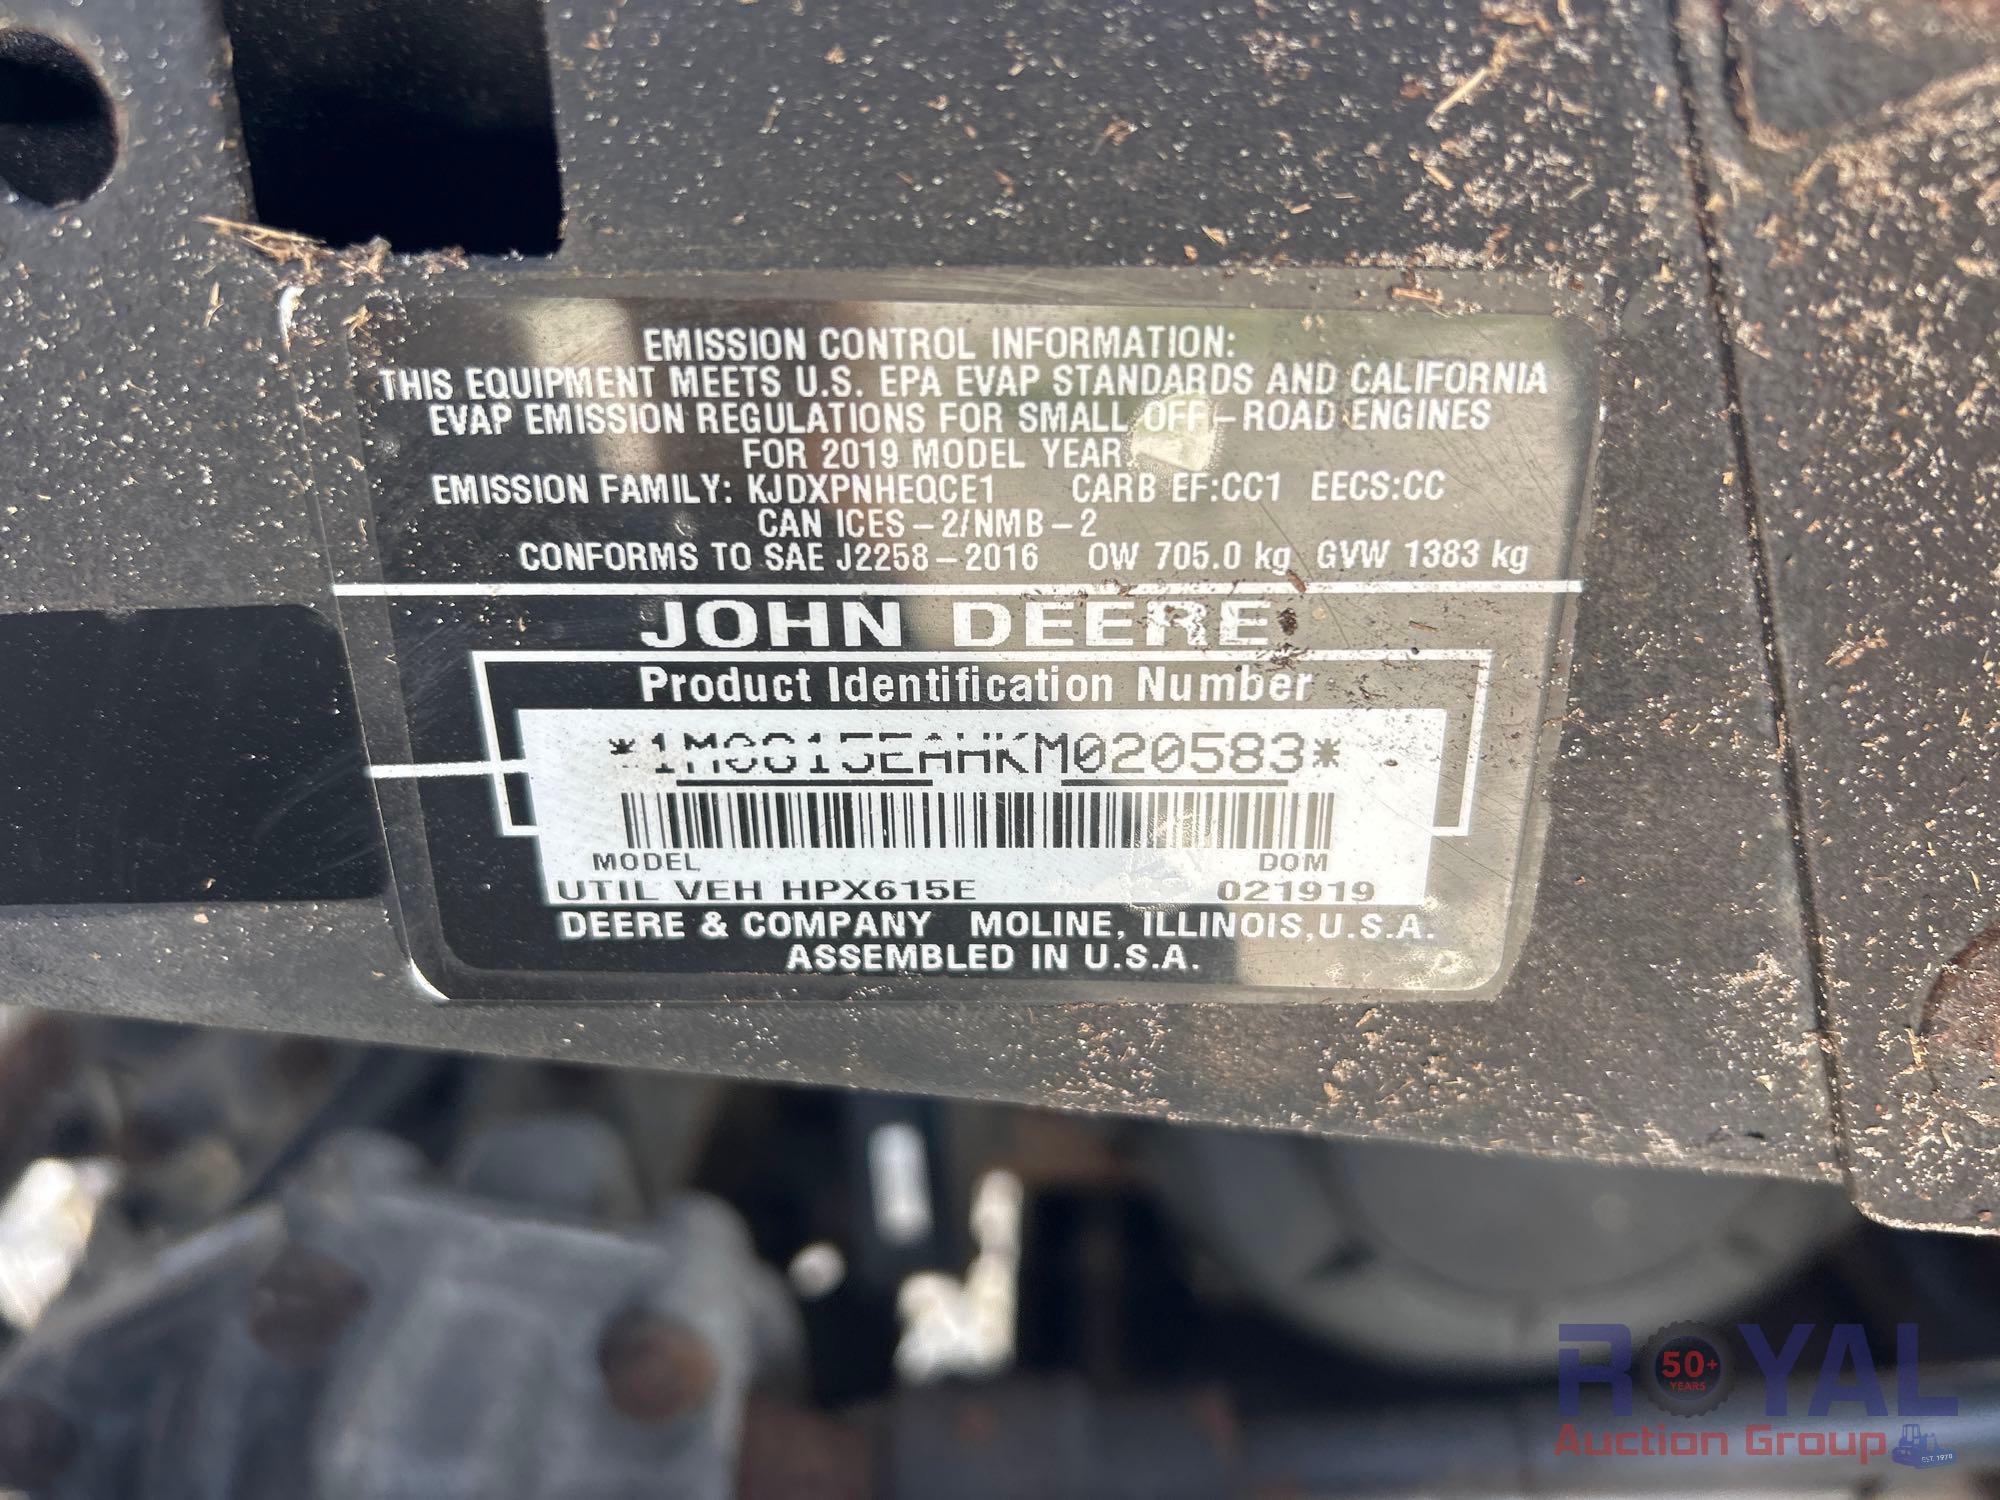 EMISSION CONTROL INFORMATION:
THIS EQUIPMENT MEETS U.S. EPA EVAP STANDARDS AND CALIFORNIA
EVAP EMISSION REGULATIONS FOR SMALL OFF-ROAD ENGINES
FOR 2019 MODEL YEAR.
EMISSION FAMILY: KJDXPNHEQCE1 CARB EF:CC1 EECS:CC
CAN ICES-2/NMB-2
CONFORMS TO SAE J2258-2016 OW 705.0 kg GVW 1383 kg
JOHN DEERE
Product Identification Number
*1M0615EAHKM020583*
MODEL DOM
UTIL VEH HPX615E 021919
DEERE & COMPANY MOLINE, ILLINOIS, U.S.A.
ASSEMBLED IN U.S.A.
ROYAL
50+
YEARS
Auction Group
EST. 1970